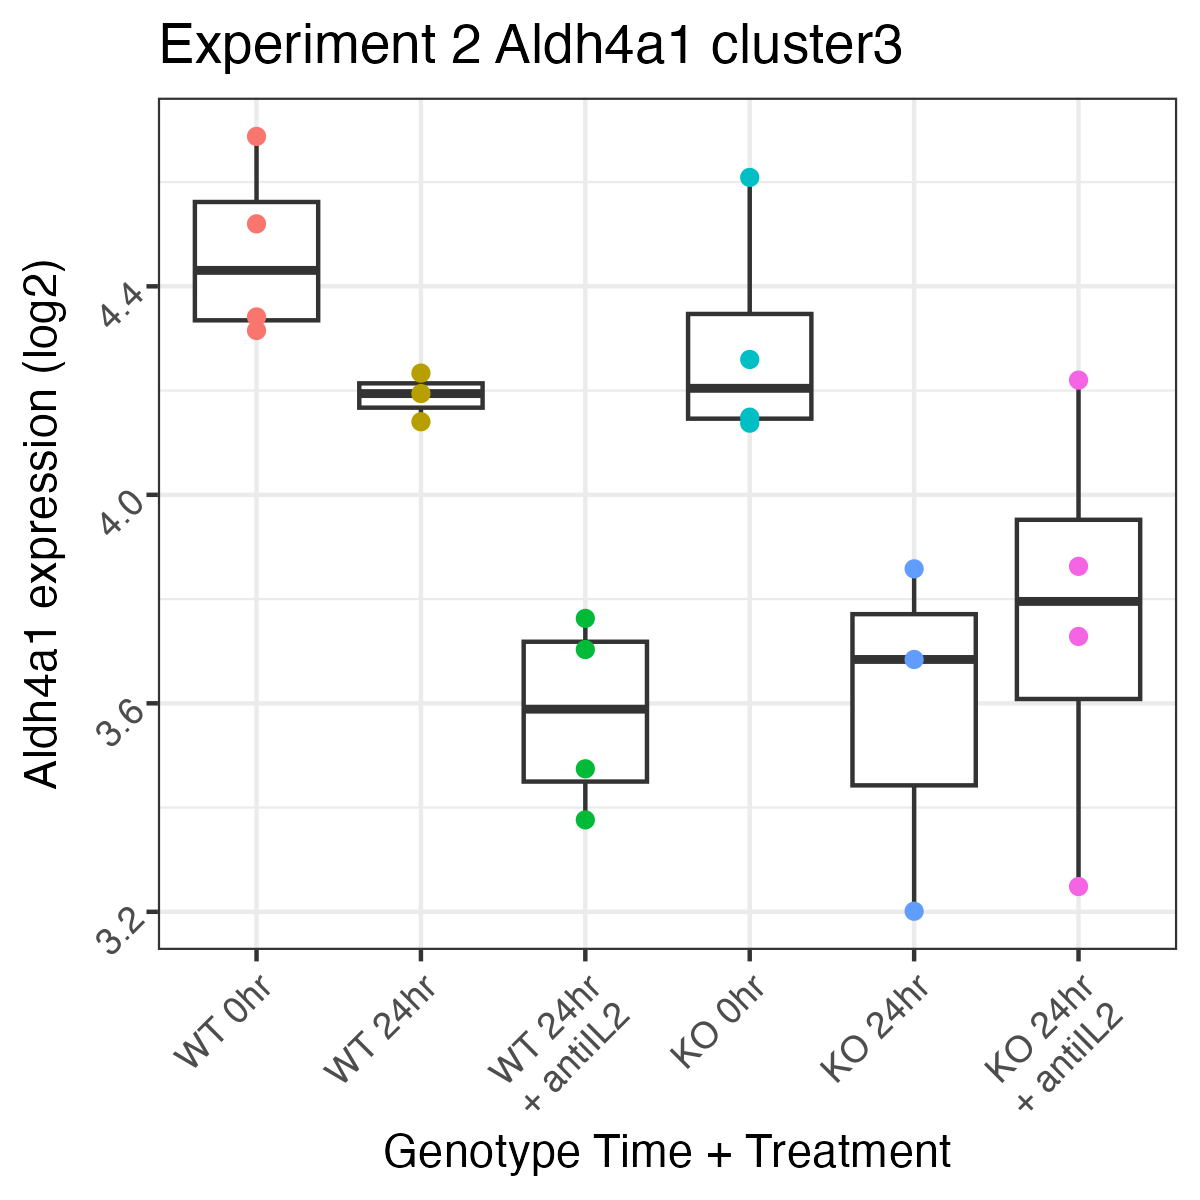 Experiment 2 Aldh4a1 cluster3
Aldh4a1 expression (log2)
4.4
4.0
3.6
3.2
WT 0hr
WT 24hr
WT 24hr
+ antiIL2
KO 0hr
KO 24hr
KO 24hr
+ antiIL2
Genotype Time + Treatment